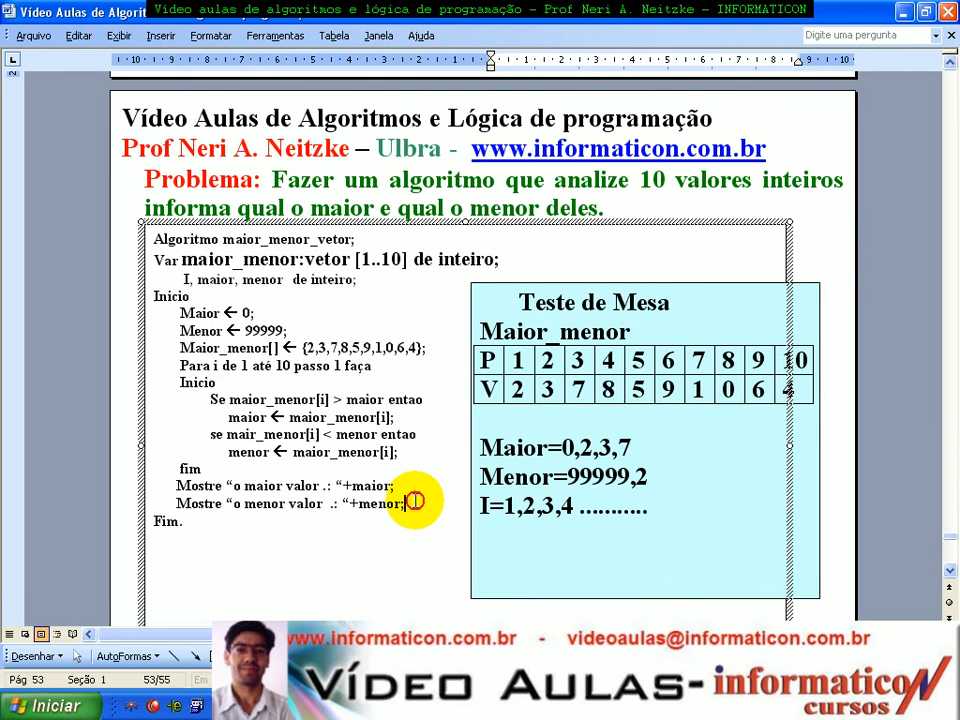 Vídeo Aulas de Algoritmos e
Vídeo aulas de algoritmos e lógica de programação – Prof Neri A. Neitzke – INFORMATICON
Arquivo Editar Exibir Inserir Formatar Ferramentas Tabela Janela Ajuda Digite uma pergunta
Vídeo Aulas de Algoritmos e Lógica de programação
Prof Neri A. Neitzke – Ulbra - www.informaticon.com.br
Problema: Fazer um algoritmo que analize 10 valores inteiros
informa qual o maior e qual o menor deles.
Algoritmo maior_menor_vetor;
Var maior_menor:vetor [1..10] de inteiro;
I, maior, menor de inteiro;
Inicio
Maior ← 0;
Menor ← 99999;
Maior_menor[] ← {2,3,7,8,5,9,1,0,6,4};
Para i de 1 até 10 passo 1 faça
Inicio
Se maior_menor[i] > maior entao
maior ← maior_menor[i];
se mair_menor[i] < menor entao
menor ← maior_menor[i];
fim
Mostre “o maior valor .: “+maior;
Mostre “o menor valor .: “+menor;
Fim.
Teste de Mesa
Maior_menor
P 1 2 3 4 5 6 7 8 9 10
V 2 3 7 8 5 9 1 0 6 4
Maior=0,2,3,7
Menor=99999,2
I=1,2,3,4 ...........
Desenhar AutoFormas
Pág 53 Seção 1 53/55 Em
Iniciar
www.informaticon.com.br - videoaulas@informaticon.com.br
Vídeo Aulas- informaticon
cursos